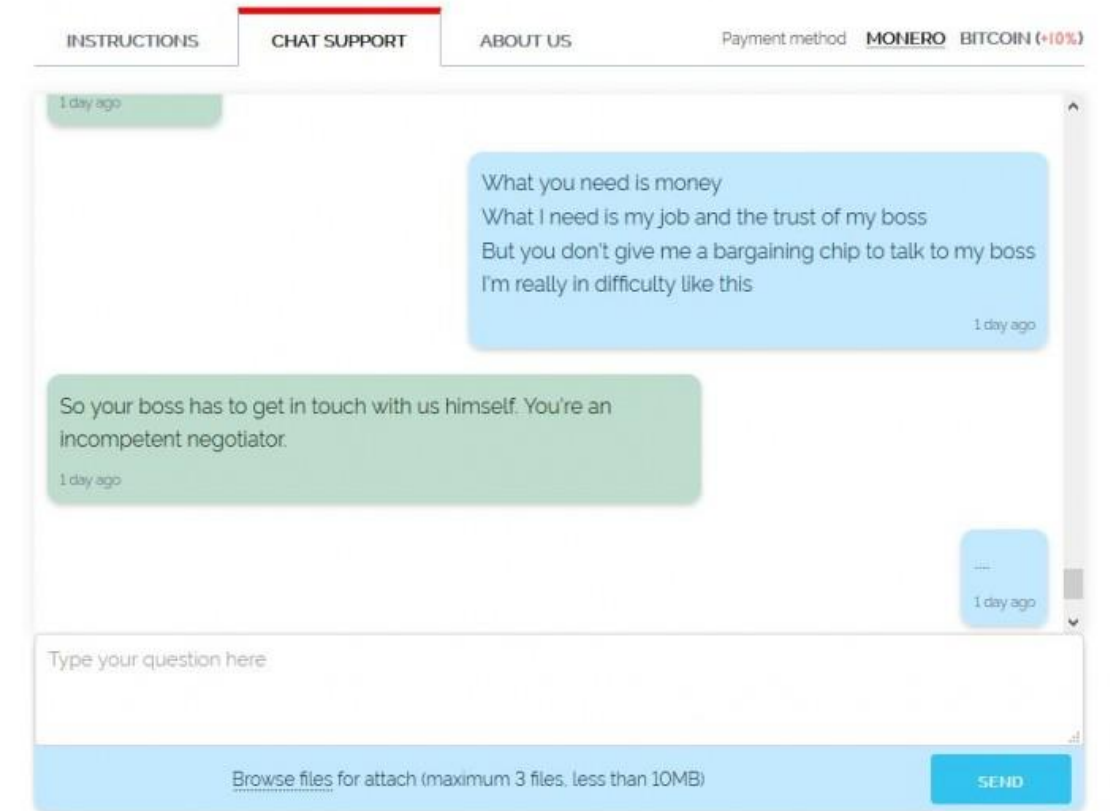 INSTRUCTIONS
CHAT SUPPORT
ABOUT US
Payment method MONERO BITCOIN (+10%)
1 day ago
What you need is money
What I need is my job and the trust of my boss
But you don't give me a bargaining chip to talk to my boss
I'm really in difficulty like this
1 day ago
So your boss has to get in touch with us himself. You're an
incompetent negotiator.
1 day ago
....
1 day ago
Type your question here
Browse files for attach (maximum 3 files, less than 10MB)
SEND